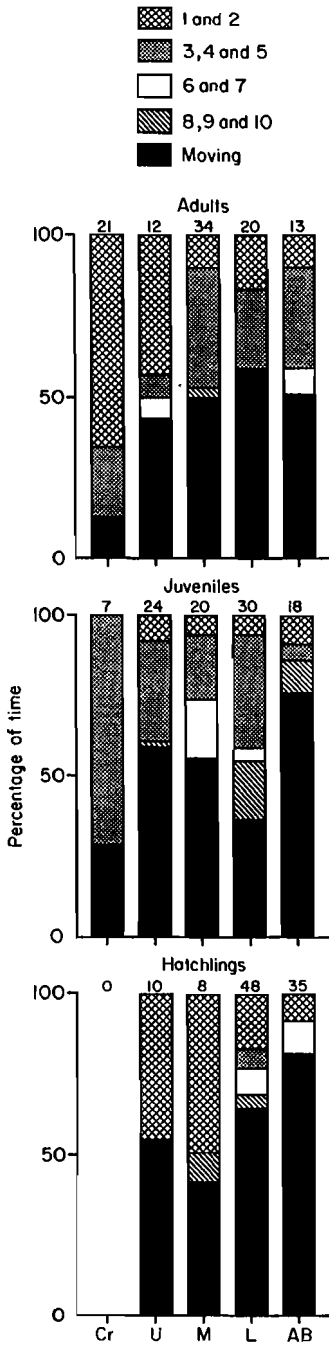 1 and 2
3,4 and 5
6 and 7
8,9 and 10
Moving
Adults
21 12 34 20 13
100
50
0
Juveniles
7 24 20 30 18
100
50
0
Percentage of time
Hatchlings
0 10 8 48 35
100
50
0
Cr U M L AB